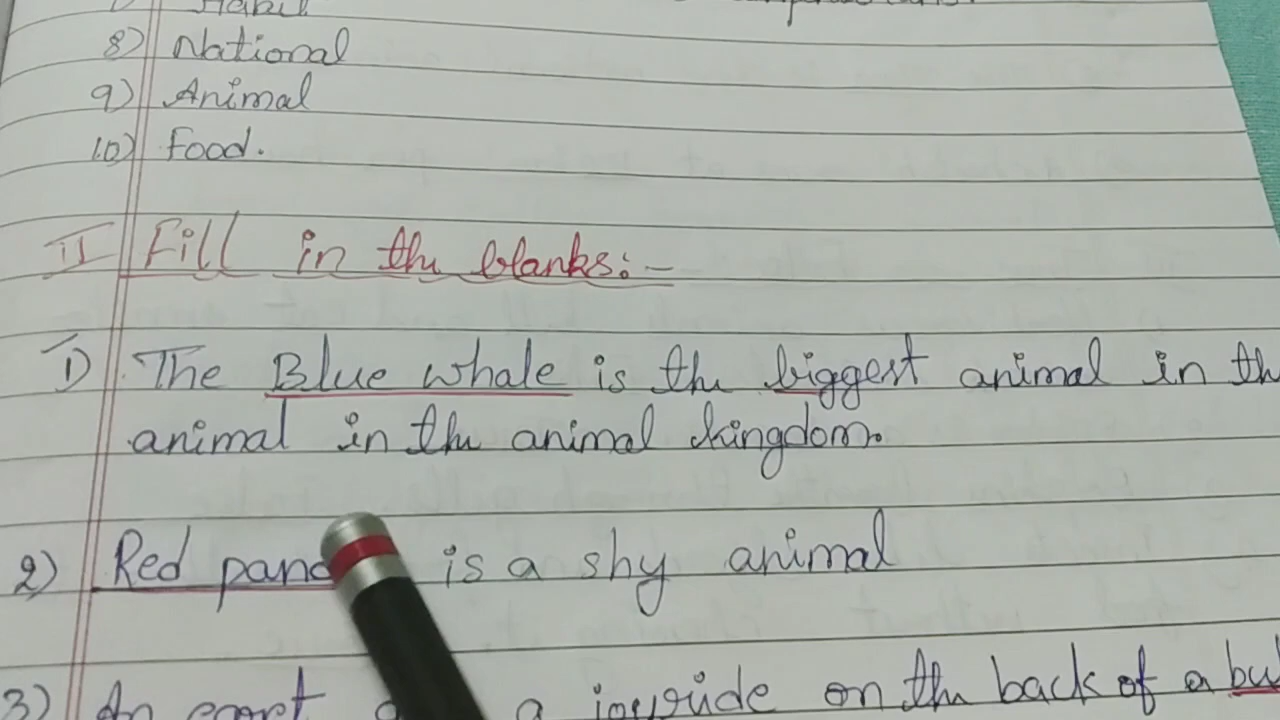 8) National
9) Animal
10) Food.
II Fill in the blanks:-
1) The Blue whale is the biggest animal in th
animal in the animal kingdom.
2) Red pand is a shy animal
3) An a joyride on the back of a bu